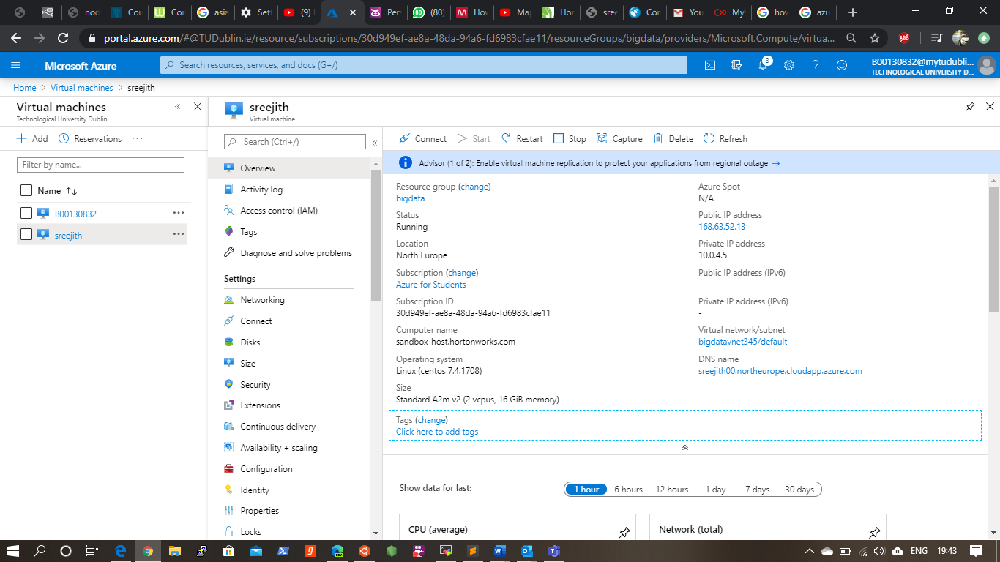 nod
Cou
Con
asia
Sett
(9)
Pers
(80)
Hov
Ma
Hor
sree
Cor
You
My
how
azu
portal.azure.com/#@TUDublin.ie/resource/subscriptions/30d949ef-ae8a-48da-94a6-fd6983cfae11/resourceGroups/bigdata/providers/Microsoft.Compute/virtua...
Microsoft Azure
Search resources, services, and docs (G+/)
3
B00130832@mytudubli...
TECHNOLOGICAL UNIVERSITY D...
Home > Virtual machines > sreejith
Virtual machines
Technological University Dublin
Add
Reservations
Filter by name...
Name
B00130832
sreejith
sreejith
Virtual machine
Search (Ctrl+/)
Overview
Activity log
Access control (IAM)
Tags
Diagnose and solve problems
Settings
Networking
Connect
Disks
Size
Security
Extensions
Continuous delivery
Availability + scaling
Configuration
Identity
Properties
Locks
Connect
Start
Restart
Stop
Capture
Delete
Refresh
Advisor (1 of 2): Enable virtual machine replication to protect your applications from regional outage →
Resource group (change)
bigdata
Status
Running
Location
North Europe
Subscription (change)
Azure for Students
Subscription ID
30d949ef-ae8a-48da-94a6-fd6983cfae11
Computer name
sandbox-host.hortonworks.com
Operating system
Linux (centos 7.4.1708)
Size
Standard A2m v2 (2 vcpus, 16 GiB memory)
Tags (change)
Click here to add tags
Azure Spot
N/A
Public IP address
168.63.52.13
Private IP address
10.0.4.5
Public IP address (IPv6)
-
Private IP address (IPv6)
-
Virtual network/subnet
bigdatavnet345/default
DNS name
sreejith00.northeurope.cloudapp.azure.com
Show data for last:
1 hour
6 hours
12 hours
1 day
7 days
30 days
CPU (average)
Network (total)
ENG
19:43